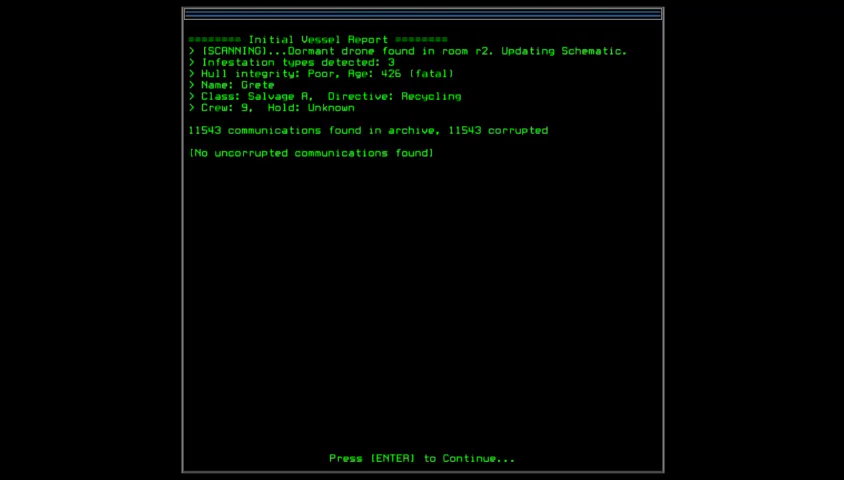 ======== Initial Vessel Report ========
> [SCANNING]...Dormant drone found in room r2. Updating Schematic.
> Infestation types detected: 3
> Hull integrity: Poor, Age: 426 [fatal]
> Name: Grete
> Class: Salvage A,  Directive: Recycling
> Crew: 9,  Hold: Unknown
11543 communications found in archive, 11543 corrupted
[No uncorrupted communications found]
Press [ENTER] to Continue...